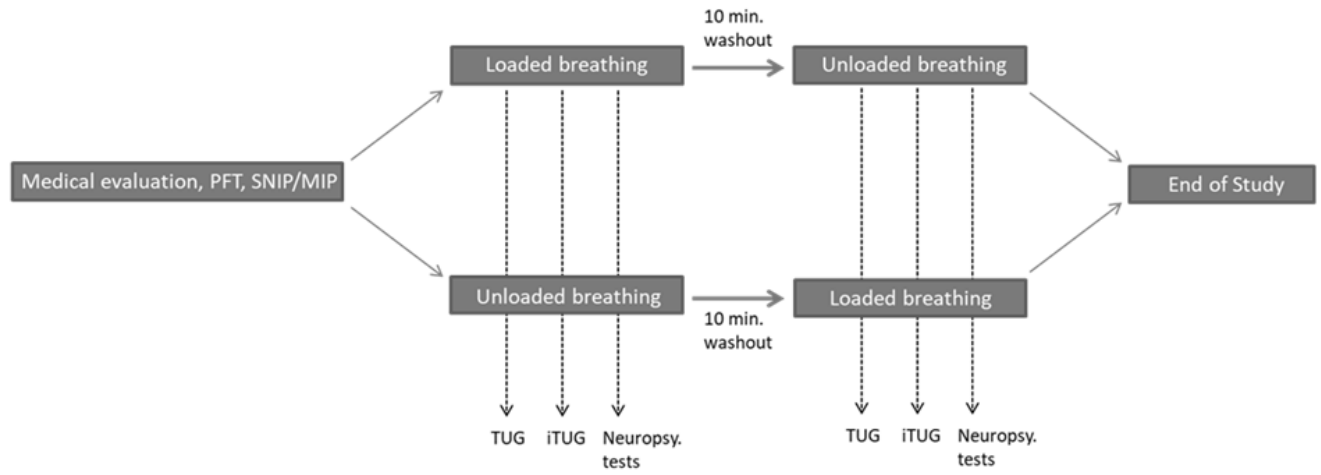 10 min.
washout
Loaded breathing
Unloaded breathing
Medical evaluation, PFT, SNIP/MIP
End of Study
Unloaded breathing
Loaded breathing
10 min.
washout
TUG
iTUG
Neuropsy.
tests
TUG
iTUG
Neuropsy.
tests